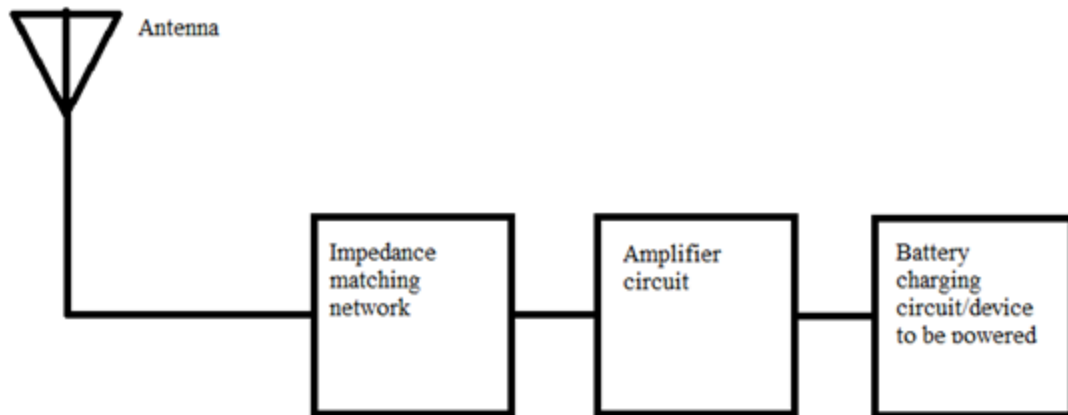 Antenna
Impedance
matching
network
Amplifier
circuit
Battery
charging
circuit/device
to be powered